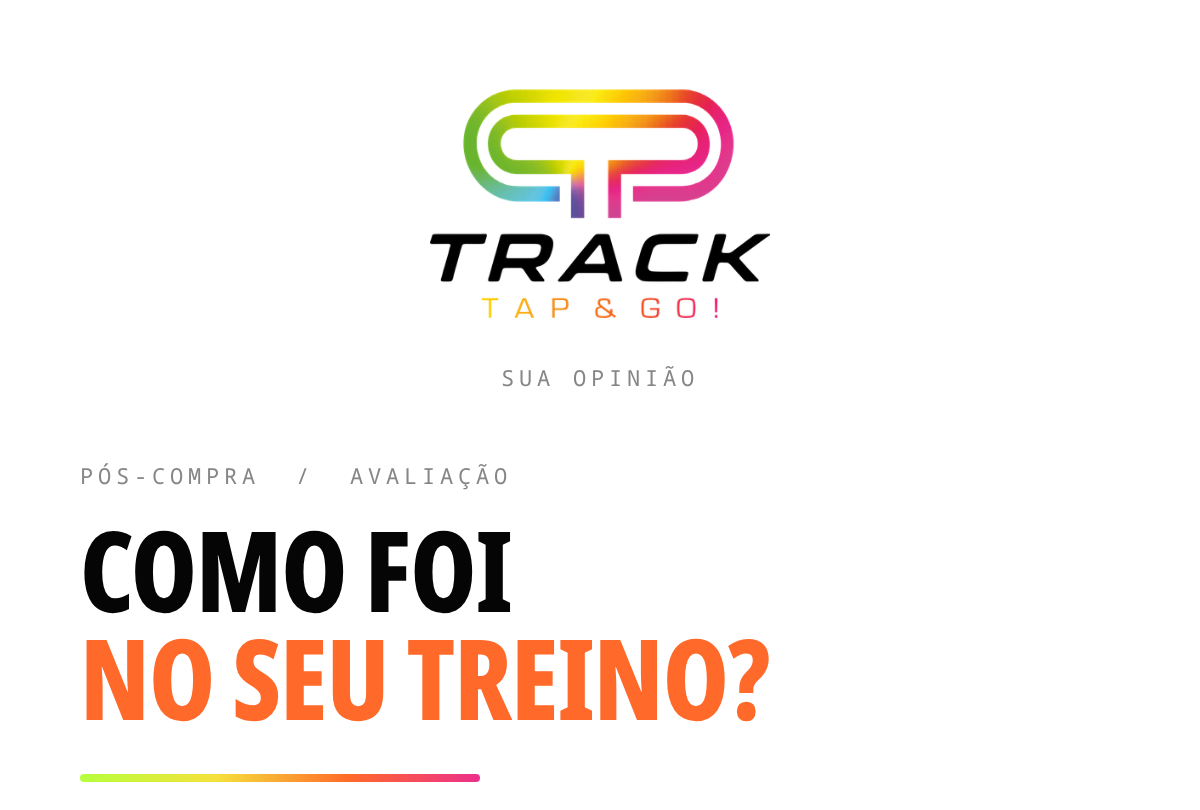 TRACK
TAP & GO!
SUA OPINIÃO
PÓS-COMPRA / AVALIAÇÃO
COMO FOI
NO SEU TREINO?